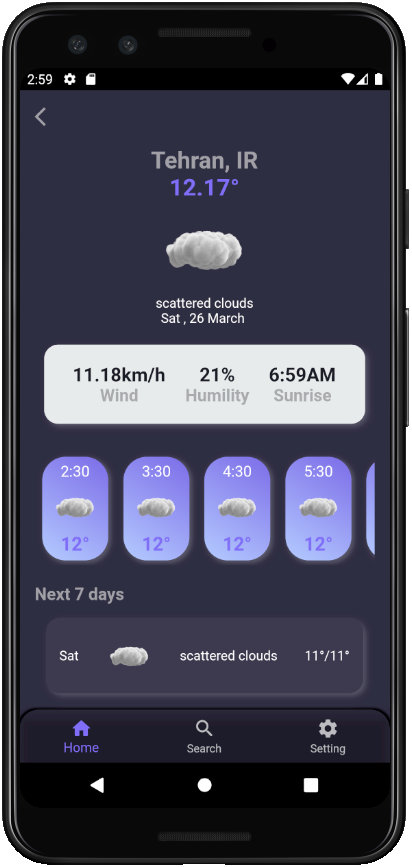 2:59
Tehran, IR
12.17°
scattered clouds
Sat , 26 March
11.18km/h 21% 6:59AM
Wind Humility Sunrise
2:30 3:30 4:30 5:30
12° 12° 12° 12°
Next 7 days
Sat scattered clouds 11°/11°
Home Search Setting